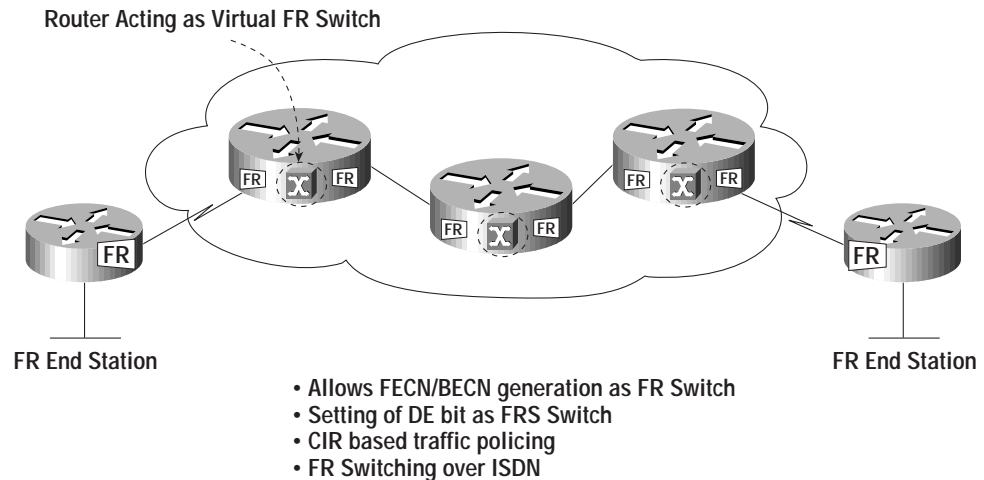 Router Acting as Virtual FR Switch
FR
FR
FR
FR
FR
FR
FR
FR
FR End Station
FR End Station
• Allows FECN/BECN generation as FR Switch
• Setting of DE bit as FRS Switch
• CIR based traffic policing
• FR Switching over ISDN